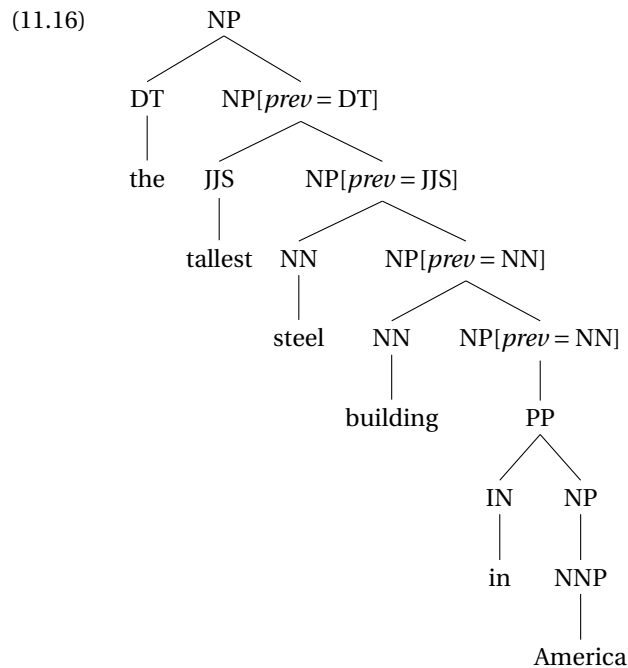 (11.16) NP
DT NP[prev = DT]
the JJS NP[prev = JJS]
tallest NN NP[prev = NN]
steel NN NP[prev = NN]
building PP
IN NP
in NNP
America